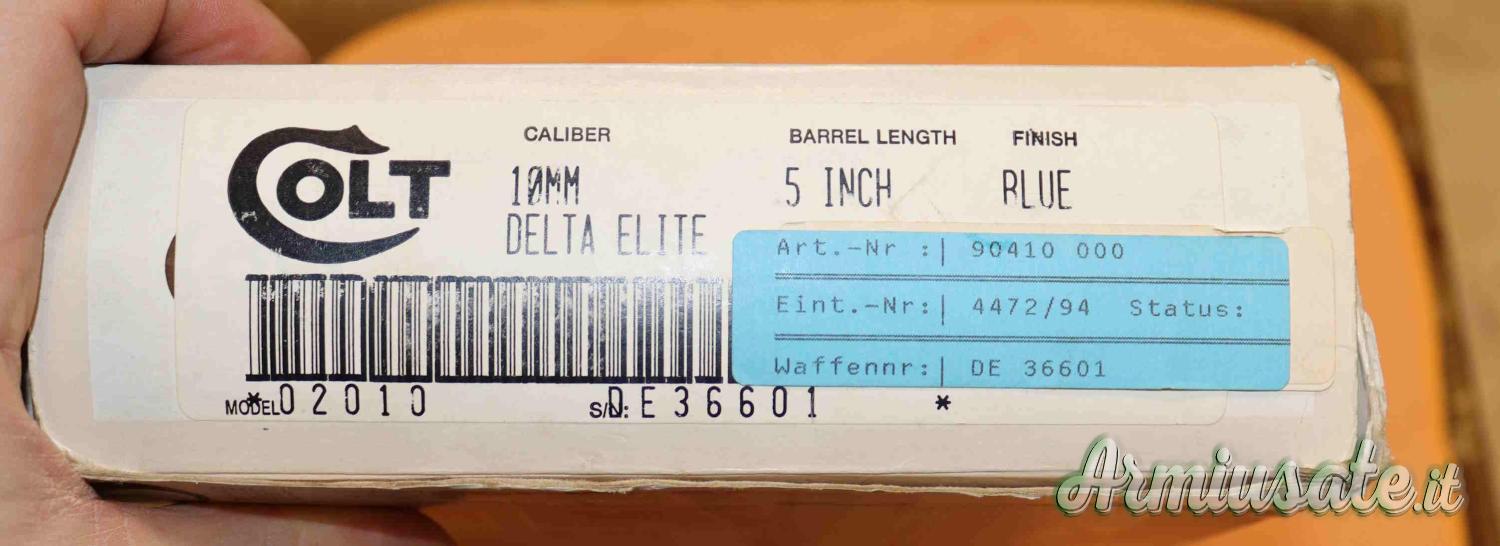 COLT
CALIBER BARREL LENGTH FINISH
10MM 5 INCH BLUE
DELTA ELITE
Art.-Nr :| 90410 000
Eint.-Nr:| 4472/94 Status:
Waffennr:| DE 36601
MODEL *02010 S/N: DE36601 *
Armiusate.it